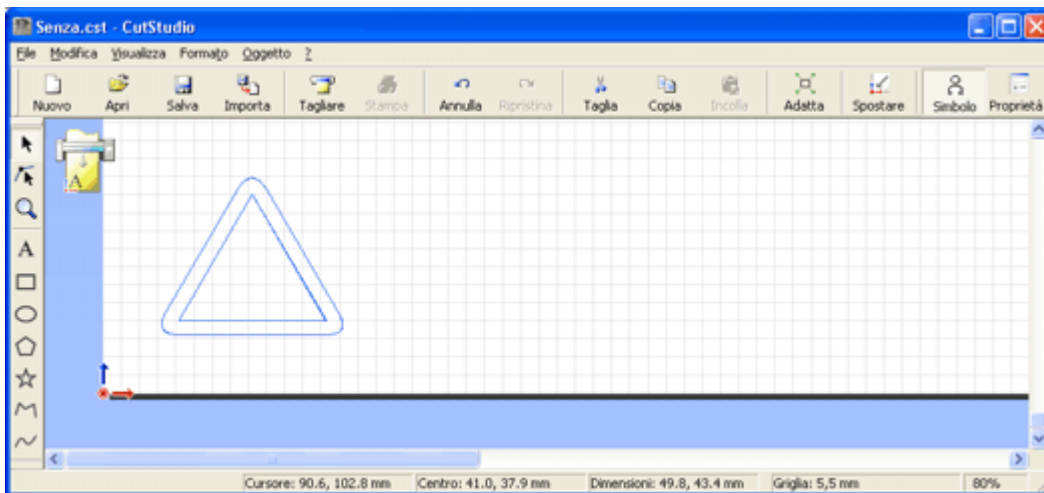 Senza.cst - CutStudio
File Modifica Visualizza Formato Oggetto ?
Nuovo Apri Salva Importa Tagliare Stampa Annulla Ripristina Taglia Copia Incolla Adatta Spostare Simbolo Proprietà
A
A
Cursore: 90.6, 102.8 mm Centro: 41.0, 37.9 mm Dimensioni: 49.8, 43.4 mm Griglia: 5,5 mm 80%